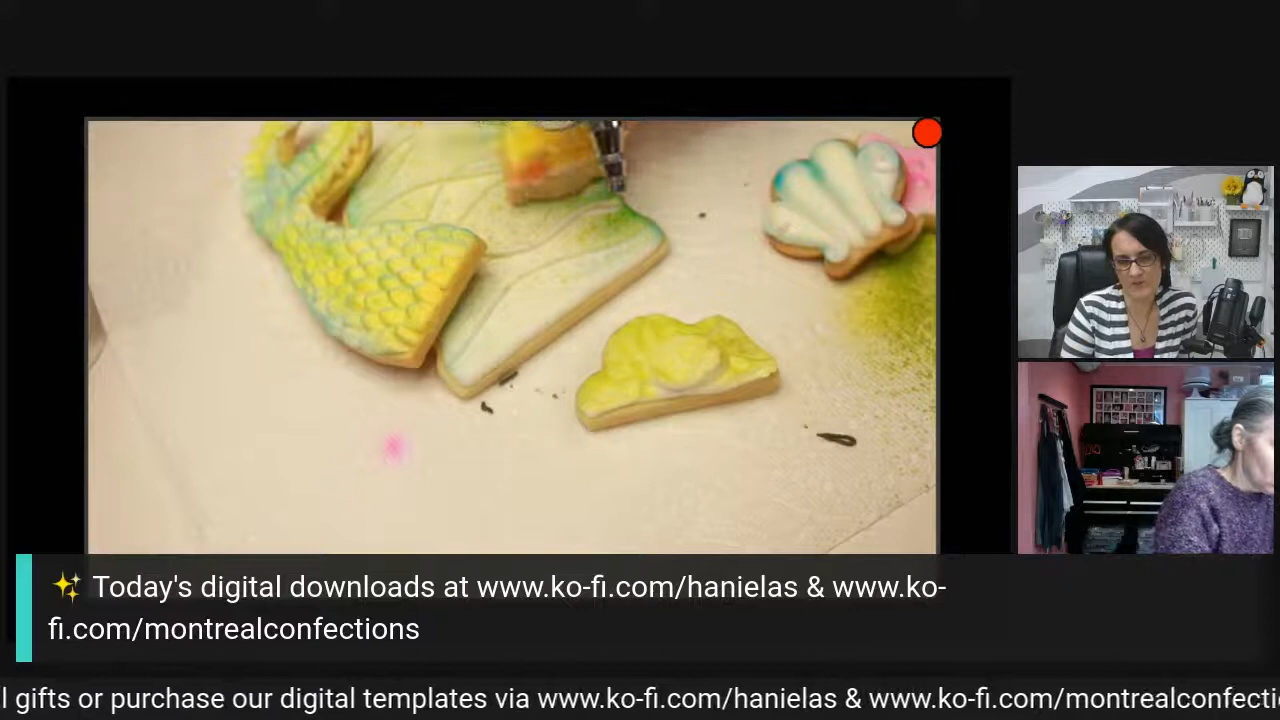 ✨ Today's digital downloads at www.ko-fi.com/hanielas & www.ko-
fi.com/montrealconfections
l gifts or purchase our digital templates via www.ko-fi.com/hanielas & www.ko-fi.com/montrealconfecti